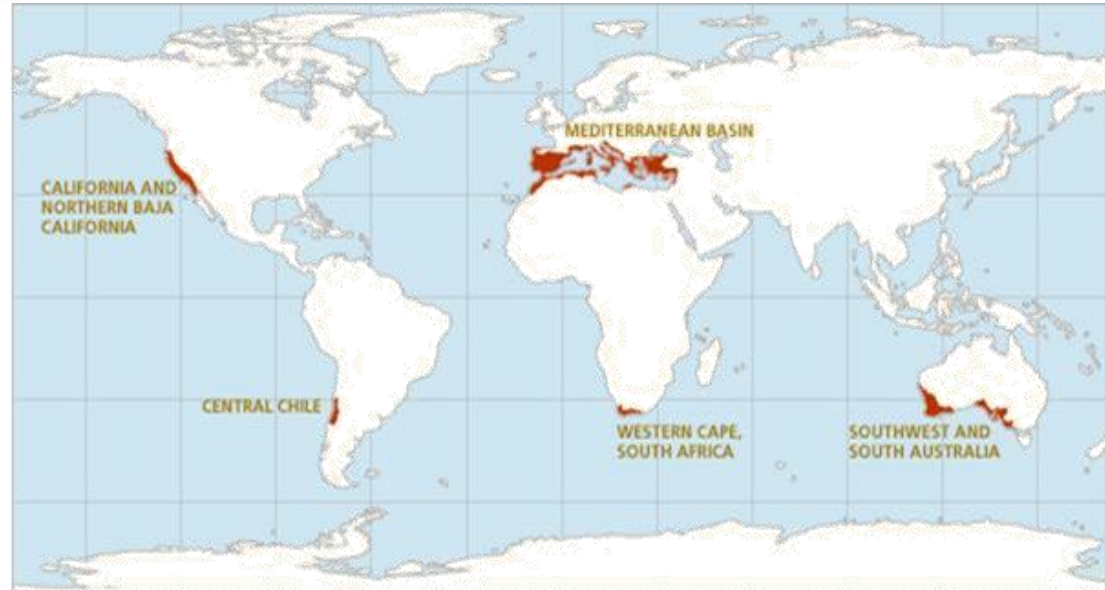 MEDITERRANEAN BASIN
CALIFORNIA AND
NORTHERN BAJA
CALIFORNIA
CENTRAL CHILE
WESTERN CAPE,
SOUTH AFRICA
SOUTHWEST AND
SOUTH AUSTRALIA